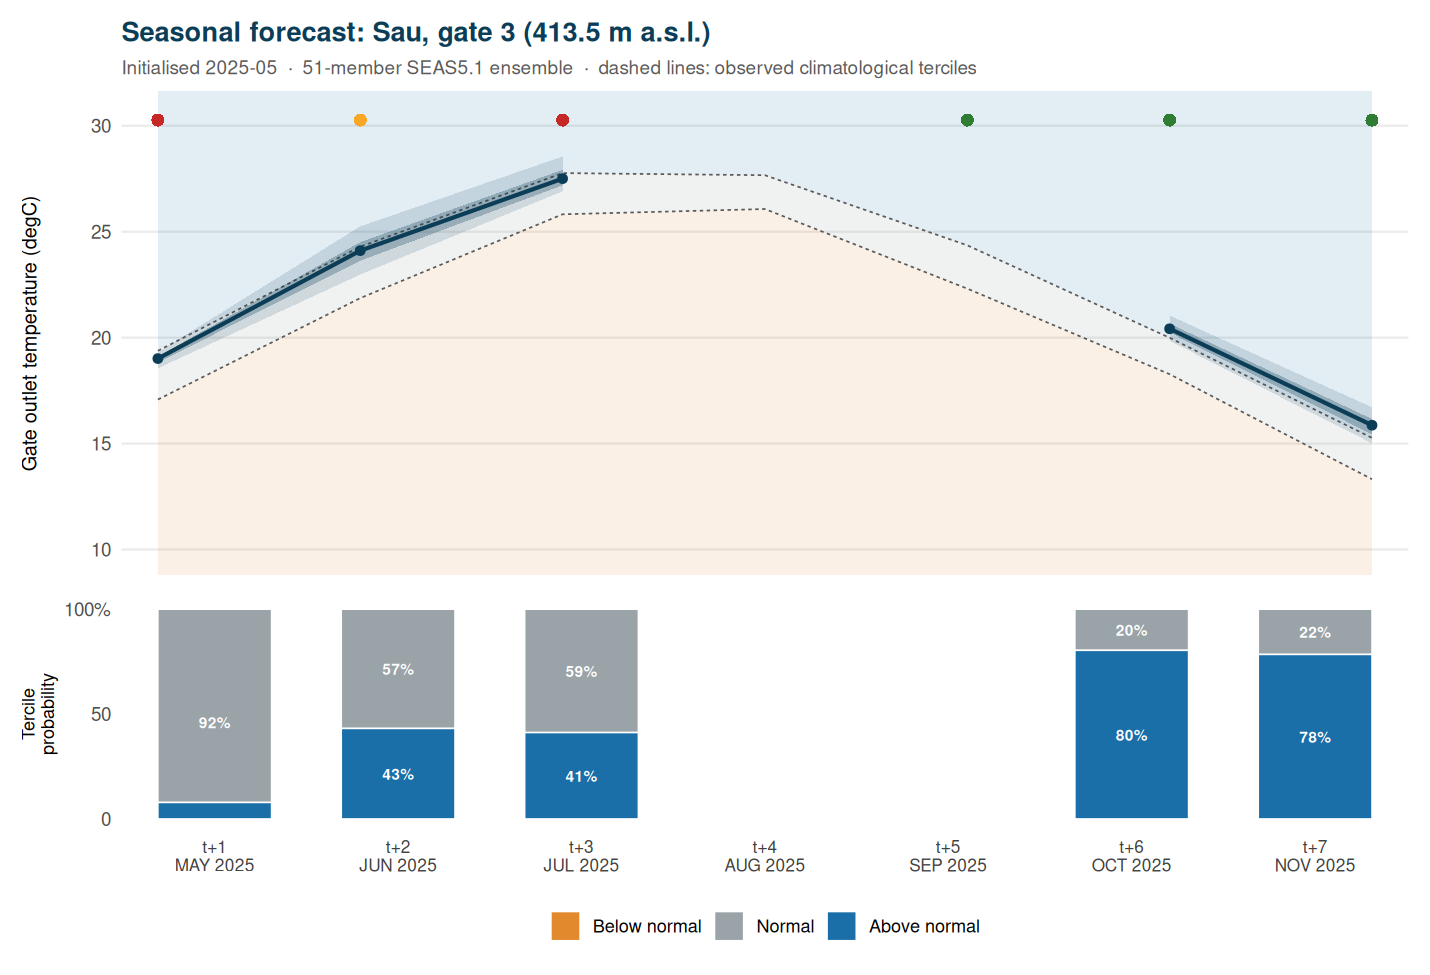 Seasonal forecast: Sau, gate 3 (413.5 m a.s.l.)
Initialised 2025-05 · 51-member SEAS5.1 ensemble · dashed lines: observed climatological terciles
Gate outlet temperature (degC)
30
25
20
15
10
Tercile
probability
100%
50
0
92%
57%
43%
59%
41%
20%
80%
22%
78%
t+1
MAY 2025
t+2
JUN 2025
t+3
JUL 2025
t+4
AUG 2025
t+5
SEP 2025
t+6
OCT 2025
t+7
NOV 2025
Below normal
Normal
Above normal